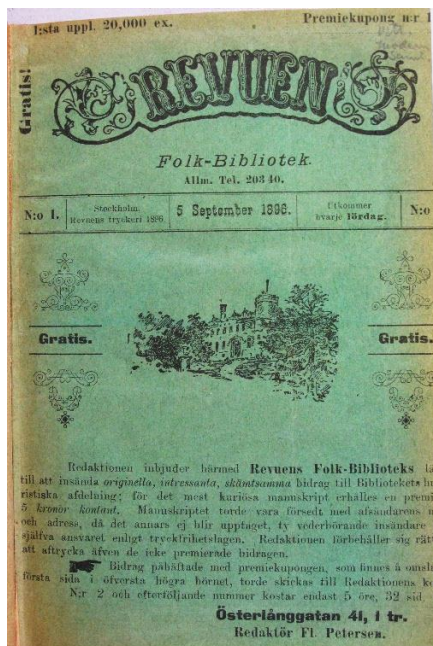 1:sta uppl. 20,000 ex. Premiekupong n:r 1
Gratis!
REVUEN
Folk-Bibliotek.
Allm. Tel. 203 40.
N:o 1. Stockholm. Revuens tryckeri 1896 5 September 1896. Utkommer hvarje lördag. N:o
Gratis. Gratis.
Redaktionen inbjuder härmed Revuens Folk-Biblioteks
till att insända originella, intressanta, skämtsamma bidrag till Bibliotekets
ristiska afdelning; för det mest kuriösa manuskript erhålles en premi
5 kronor kontant. Manuskriptet torde vara försedt med afsändarens
och adress, då det annars ej blir upptaget, ty vederbörande insändare
sjelfva ansvaret enligt tryckfrihetslagen. Redaktionen förbehåller sig rätt
att aftrycka äfven de icke premierade bidragen.
Bidrag påhäftade med premiekupongen, som finnes å omsla
första sida i öfversta högra hörnet, torde skickas till Redaktionens ko
N:r 2 och efterföljande nummer kostar endast 5 öre, 32 sid
Österlånggatan 41, 1 tr.
Redaktör Fl. Petersen.